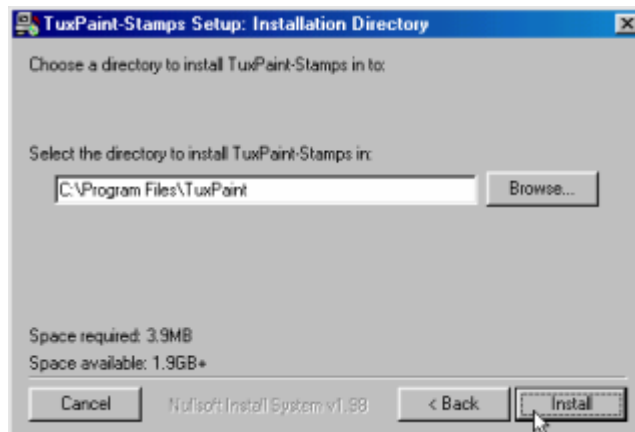 TuxPaint-Stamps Setup: Installation Directory
Choose a directory to install TuxPaint-Stamps in to:
Select the directory to install TuxPaint-Stamps in:
C:\Program Files\TuxPaint
Browse...
Space required: 3.9MB
Space available: 1.9GB+
Cancel
Nullsoft Install System v1.98
< Back
Install